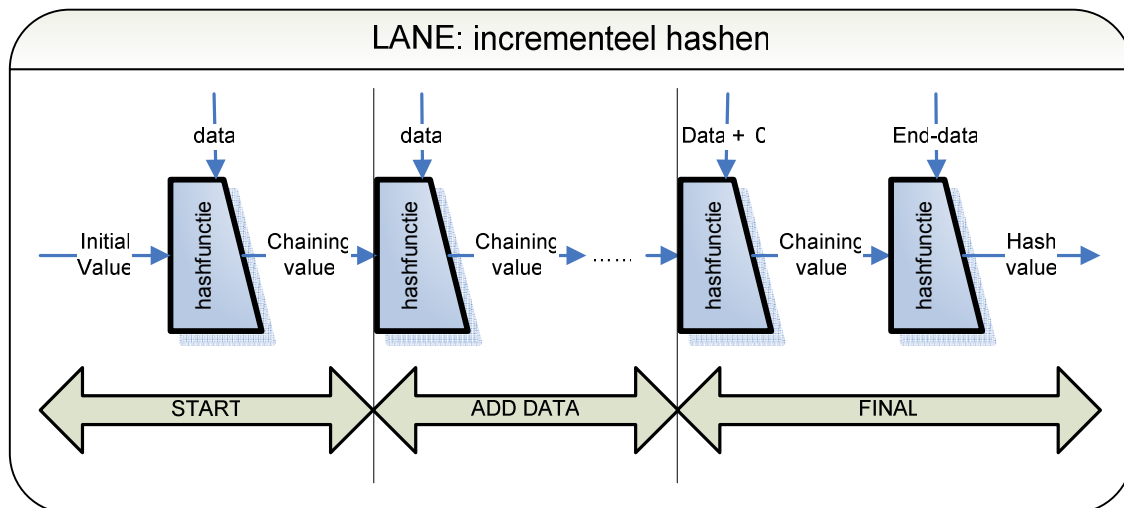 LANE: incrementeel hashen
data
data
Data + 0
End-data
Initial
Value
hashfunctie
Chaining
value
hashfunctie
Chaining
value
......
hashfunctie
Chaining
value
hashfunctie
Hash
value
START
ADD DATA
FINAL